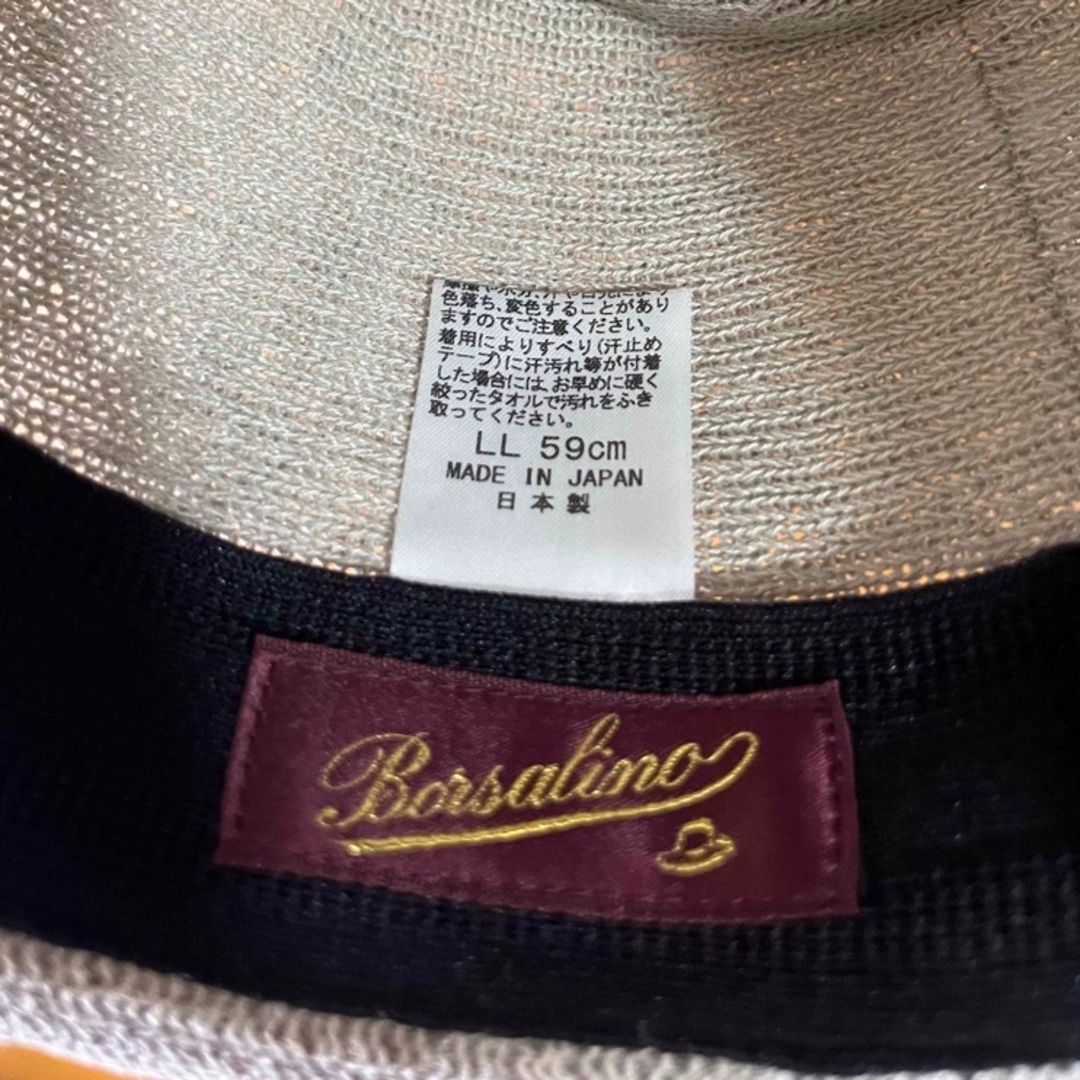 色落ち、変色することがあり
ますのでご注意ください。
着用によりすべり(汗止め
テープ)に汗汚れ等が付着
した場合には、お早めに硬く
絞ったタオルで汚れをふき
取ってください。
LL 59cm
MADE IN JAPAN
日本製
Borsalino